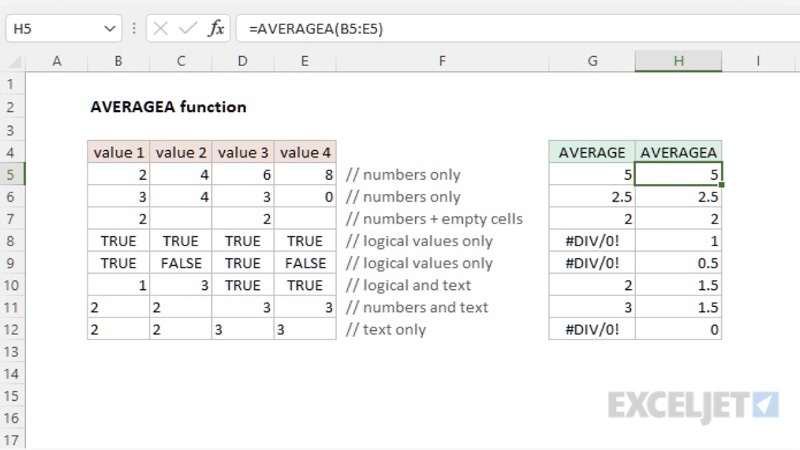 H5 fx =AVERAGEA(B5:E5)
A B C D E F G H I
1
2 AVERAGEA function
3
4 value 1 value 2 value 3 value 4 AVERAGE AVERAGEA
5 2 4 6 8 // numbers only 5 5
6 3 4 3 0 // numbers only 2.5 2.5
7 2 2 // numbers + empty cells 2 2
8 TRUE TRUE TRUE TRUE // logical values only #DIV/0! 1
9 TRUE FALSE TRUE FALSE // logical values only #DIV/0! 0.5
10 1 3 TRUE TRUE // logical and text 2 1.5
11 2 2 3 3 // numbers and text 3 1.5
12 2 2 3 3 // text only #DIV/0! 0
13
14
15
16 EXCELJET
17